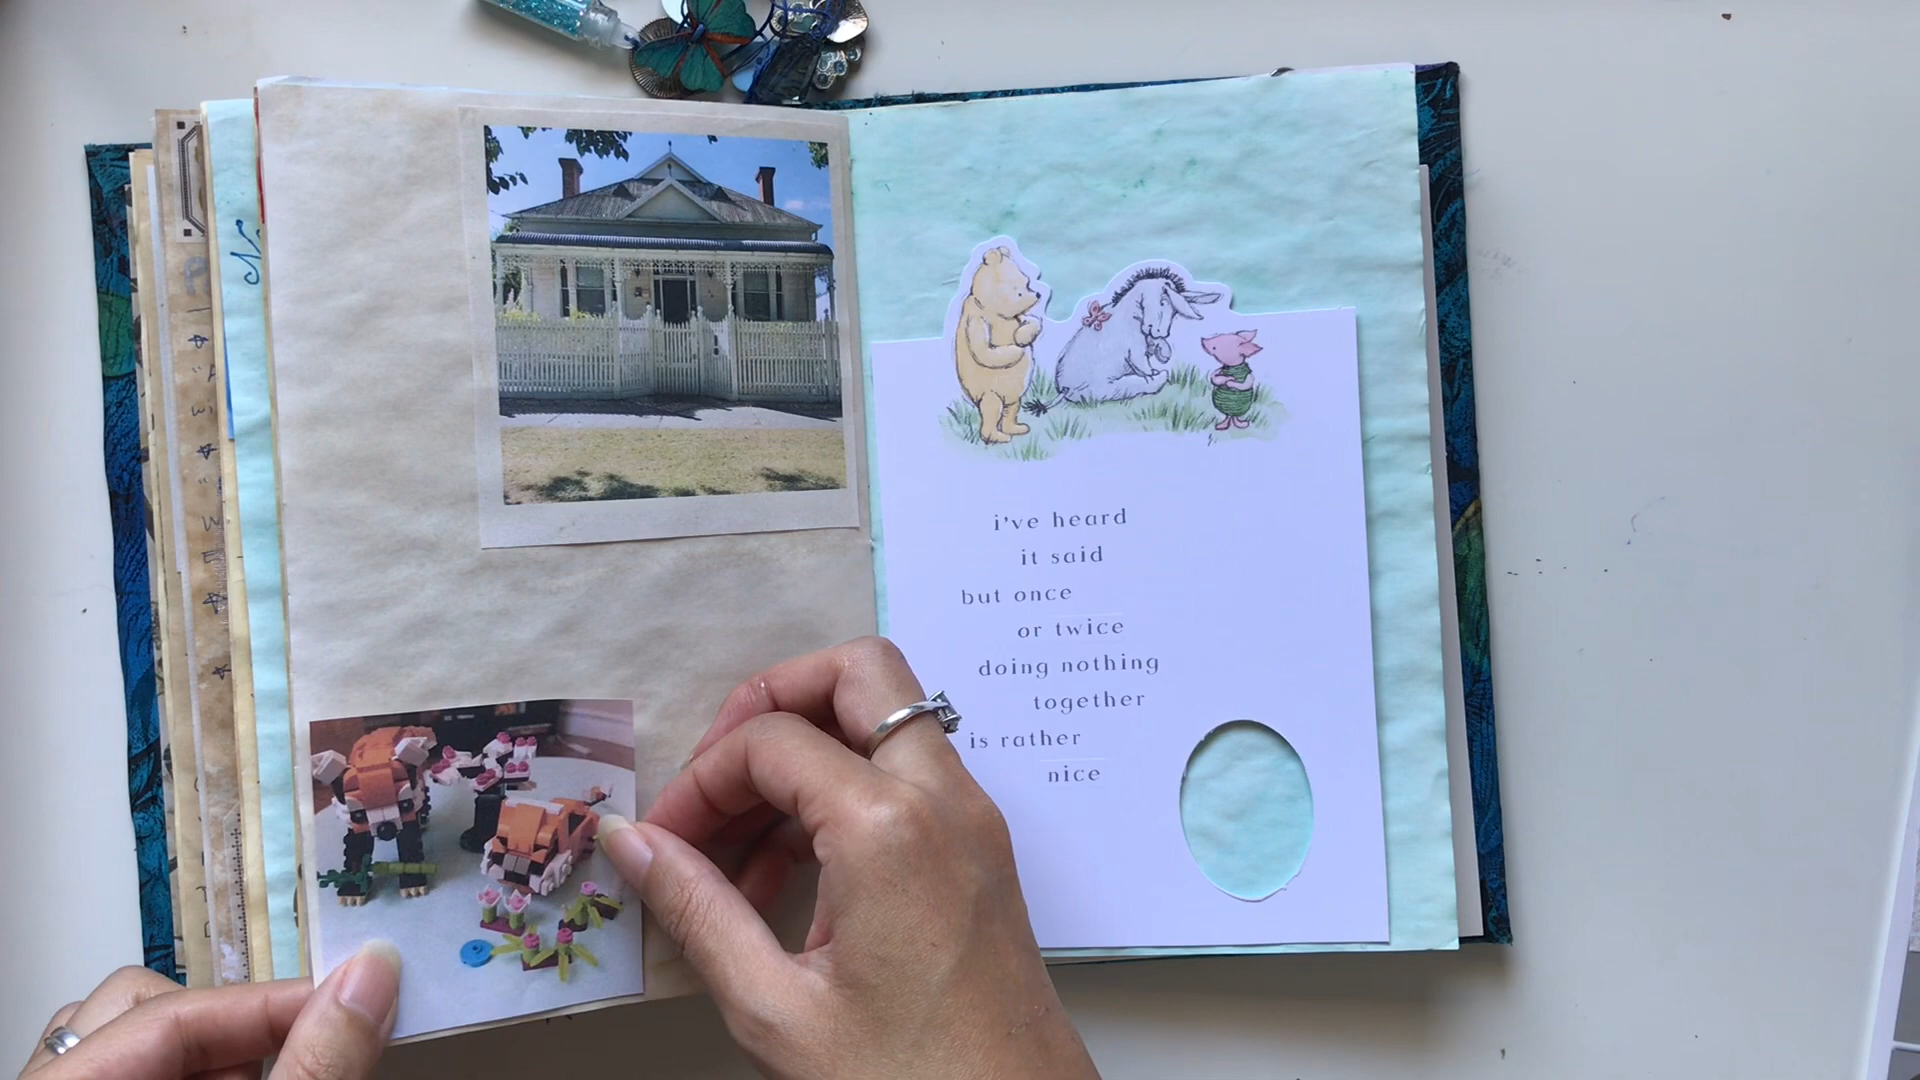 i've heard
it said
but once
or twice
doing nothing
together
is rather
nice